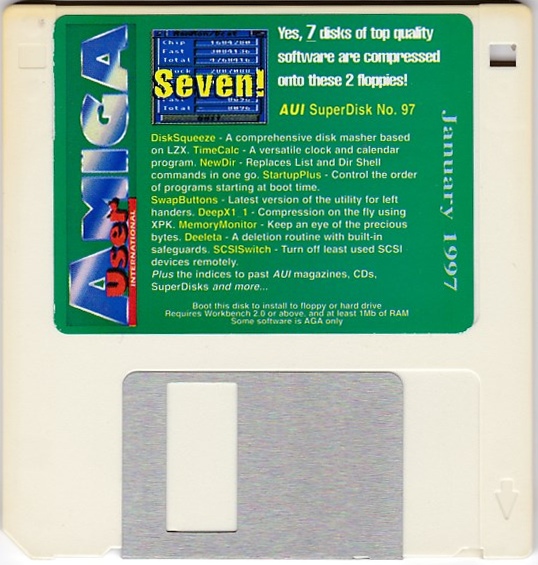 AMIGA
User
INTERNATIONAL
Chip
Fast
Total
Seven!
Yes, 7 disks of top quality
software are compressed
onto these 2 floppies!
AUI SuperDisk No. 97
January 1997
DiskSqueeze - A comprehensive disk masher based
on LZX. TimeCalc - A versatile clock and calendar
program. NewDir - Replaces List and Dir Shell
commands in one go. StartupPlus - Control the order
of programs starting at boot time.
SwapButtons - Latest version of the utility for left
handers. DeepX1_1 - Compression on the fly using
XPK. MemoryMonitor - Keep an eye of the precious
bytes. Deeleta - A deletion routine with built-in
safeguards. SCSISwitch - Turn off least used SCSI
devices remotely.
Plus the indices to past AUI magazines, CDs,
SuperDisks and more...
Boot this disk to install to floppy or hard drive
Requires Workbench 2.0 or above, and at least 1Mb of RAM
Some software is AGA only